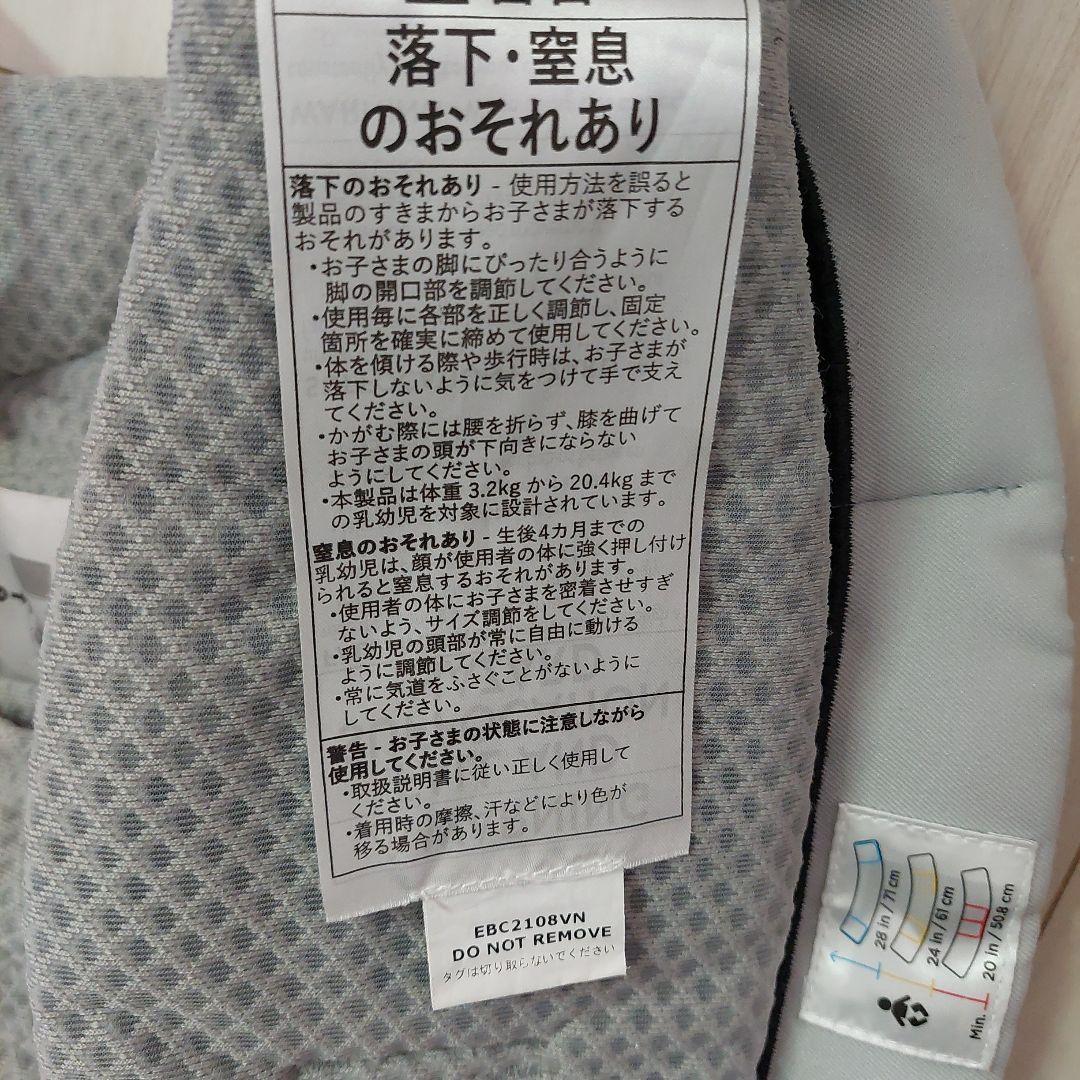 落下・窒息
のおそれあり
落下のおそれあり - 使用方法を誤ると
製品のすきまからお子さまが落下する
おそれがあります。
・お子さまの脚にぴったり合うように
脚の開口部を調節してください。
・使用毎に各部を正しく調節し、固定
箇所を確実に締めて使用してください。
・体を傾ける際や歩行時は、お子さまが
落下しないように気をつけて手で支え
てください。
・かがむ際には腰を折らず、膝を曲げて
お子さまの頭が下向きにならない
ようにしてください。
・本製品は体重 3.2kg から 20.4kg まで
の乳幼児を対象に設計されています。
窒息のおそれあり - 生後4カ月までの
乳幼児は、顔が使用者の体に強く押し付け
られると窒息するおそれがあります。
・使用者の体にお子さまを密着させすぎ
ないよう、サイズ調節をしてください。
・乳幼児の頭部が常に自由に動ける
ように調節してください。
・常に気道をふさぐことがないように
してください。
警告 - お子さまの状態に注意しながら
使用してください。
・取扱説明書に従い正しく使用して
ください。
・着用時の摩擦、汗などにより色が
移る場合があります。
EBC2108VN
DO NOT REMOVE
タグは切り取らないでください
28 in / 71 cm
24 in / 61 cm
20 in / 50.8 cm
Min.